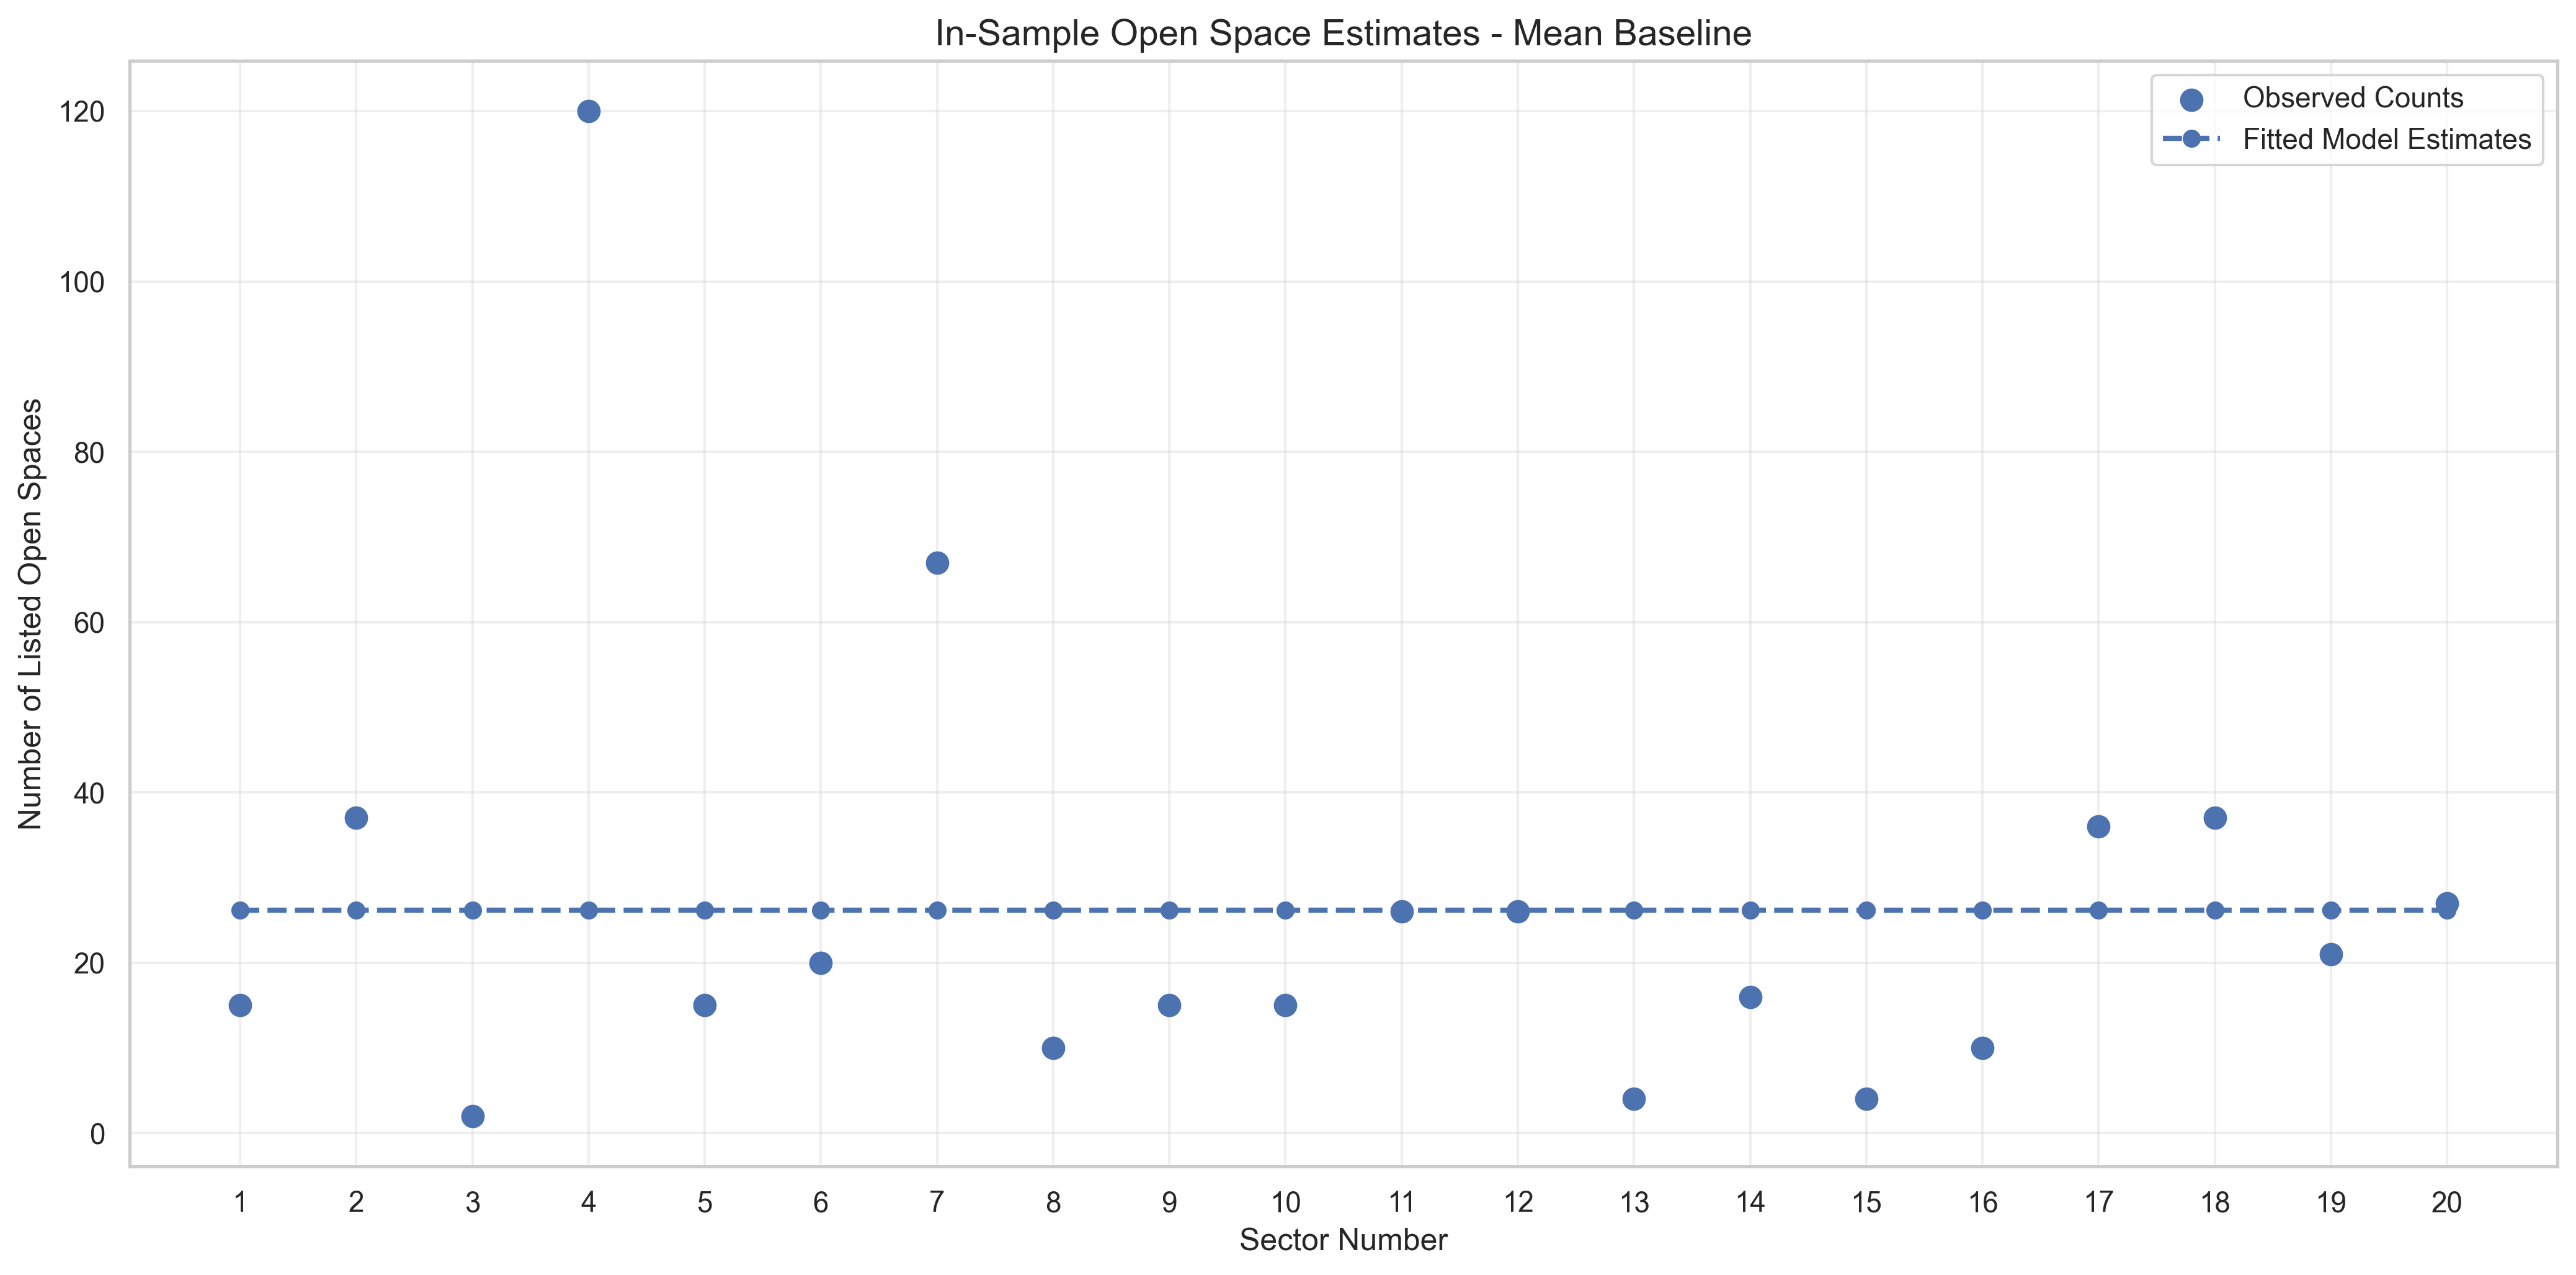 In-Sample Open Space Estimates - Mean Baseline
Observed Counts
Fitted Model Estimates
Number of Listed Open Spaces
120
100
80
60
40
20
0
1 2 3 4 5 6 7 8 9 10 11 12 13 14 15 16 17 18 19 20
Sector Number